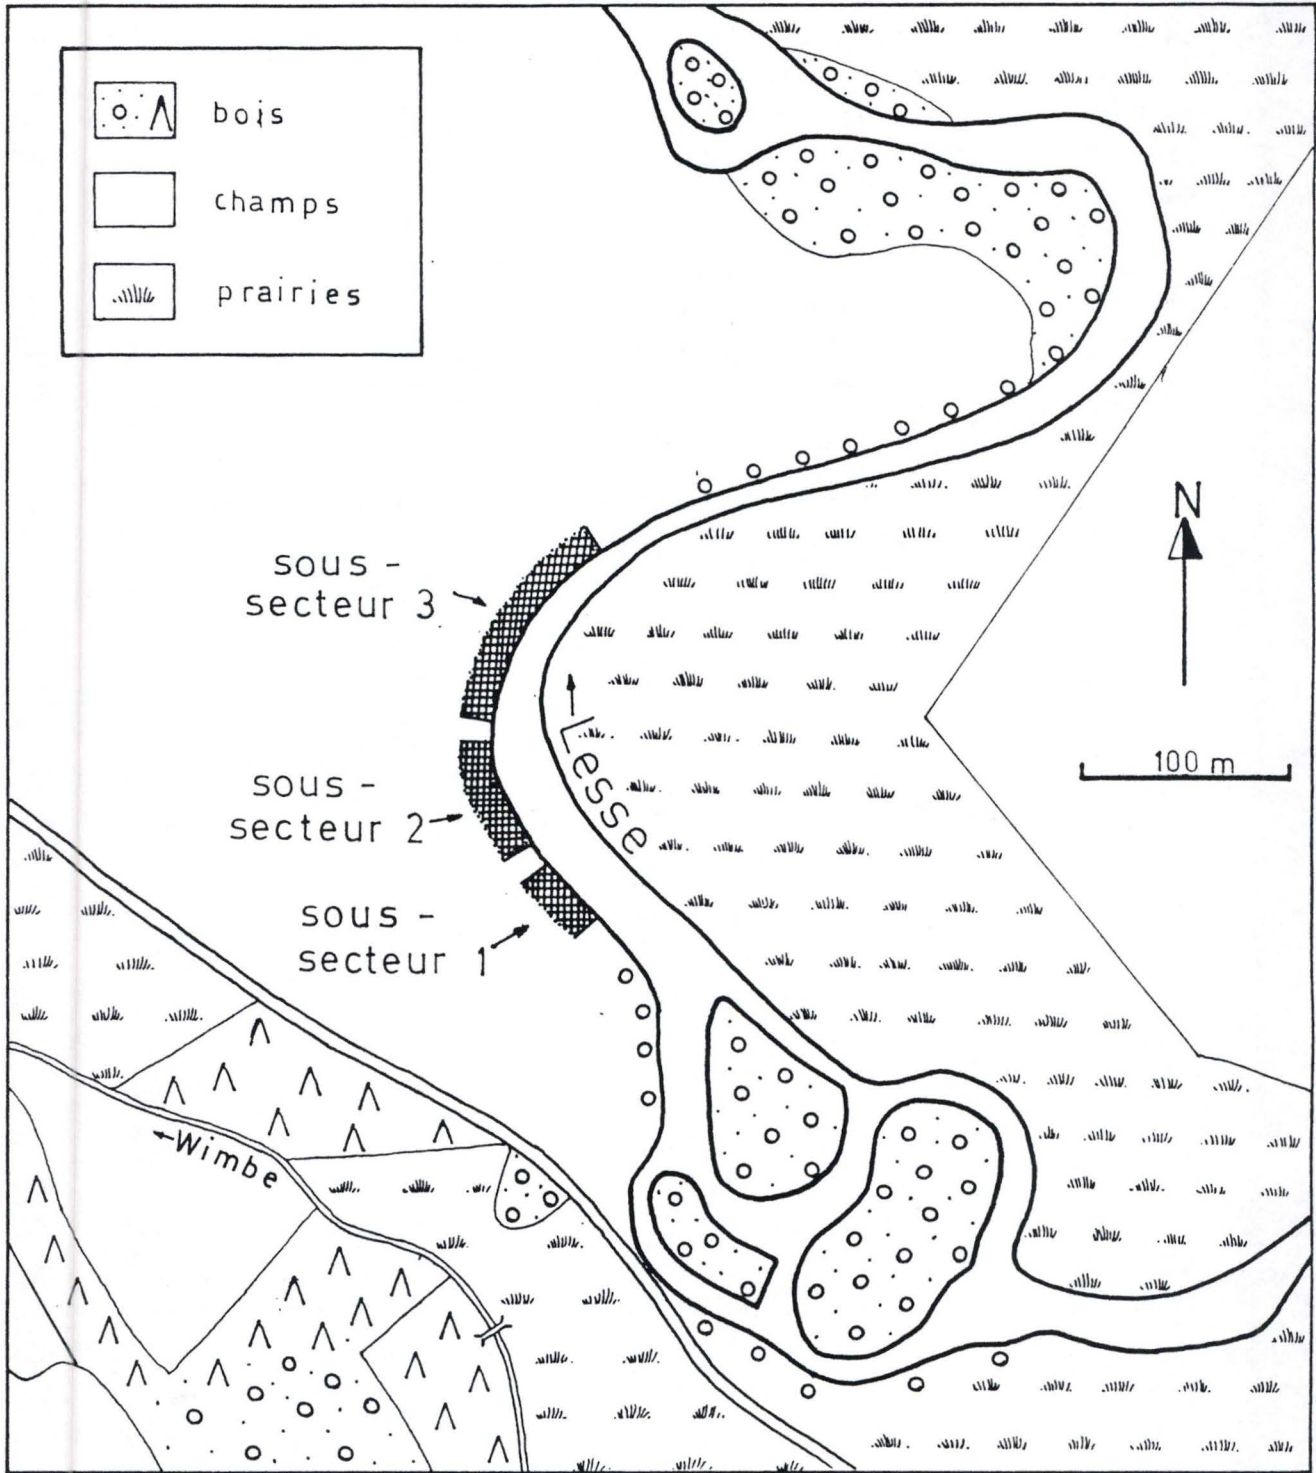 bois
champs
prairies
N
100 m
sous -
secteur 3
sous -
secteur 2
sous -
secteur 1
Lesse
Wimbe